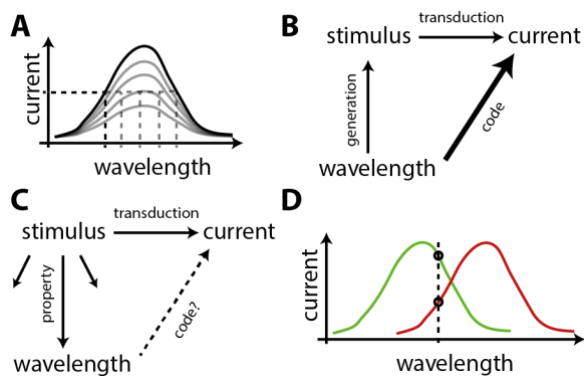 A
current
wavelength
B
transduction
stimulus
current
generation
code
wavelength
C
transduction
stimulus
current
property
code?
wavelength
D
current
wavelength